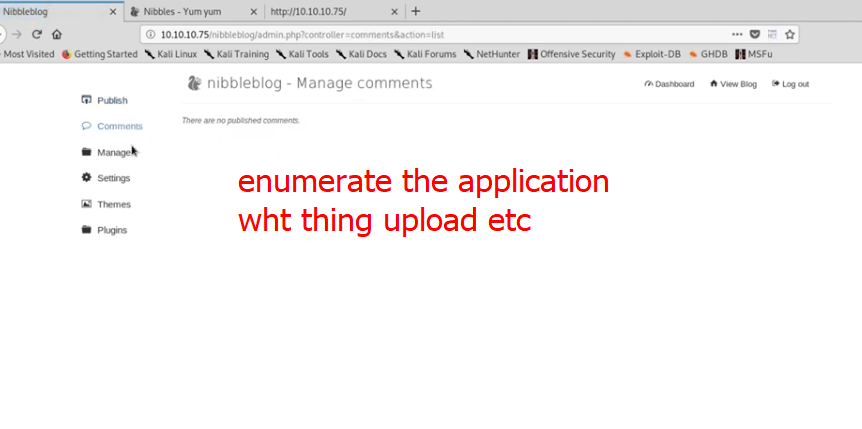 Nibbleblog × Nibbles - Yum yum × http://10.10.10.75/ × +
10.10.10.75/nibbleblog/admin.php?controller=comments&action=list
Most Visited Getting Started Kali Linux Kali Training Kali Tools Kali Docs Kali Forums NetHunter Offensive Security Exploit-DB GHDB MSFu
nibbleblog - Manage comments Dashboard View Blog Log out
Publish
There are no published comments.
Comments
Manage
Settings
Themes
Plugins
enumerate the application
wht thing upload etc